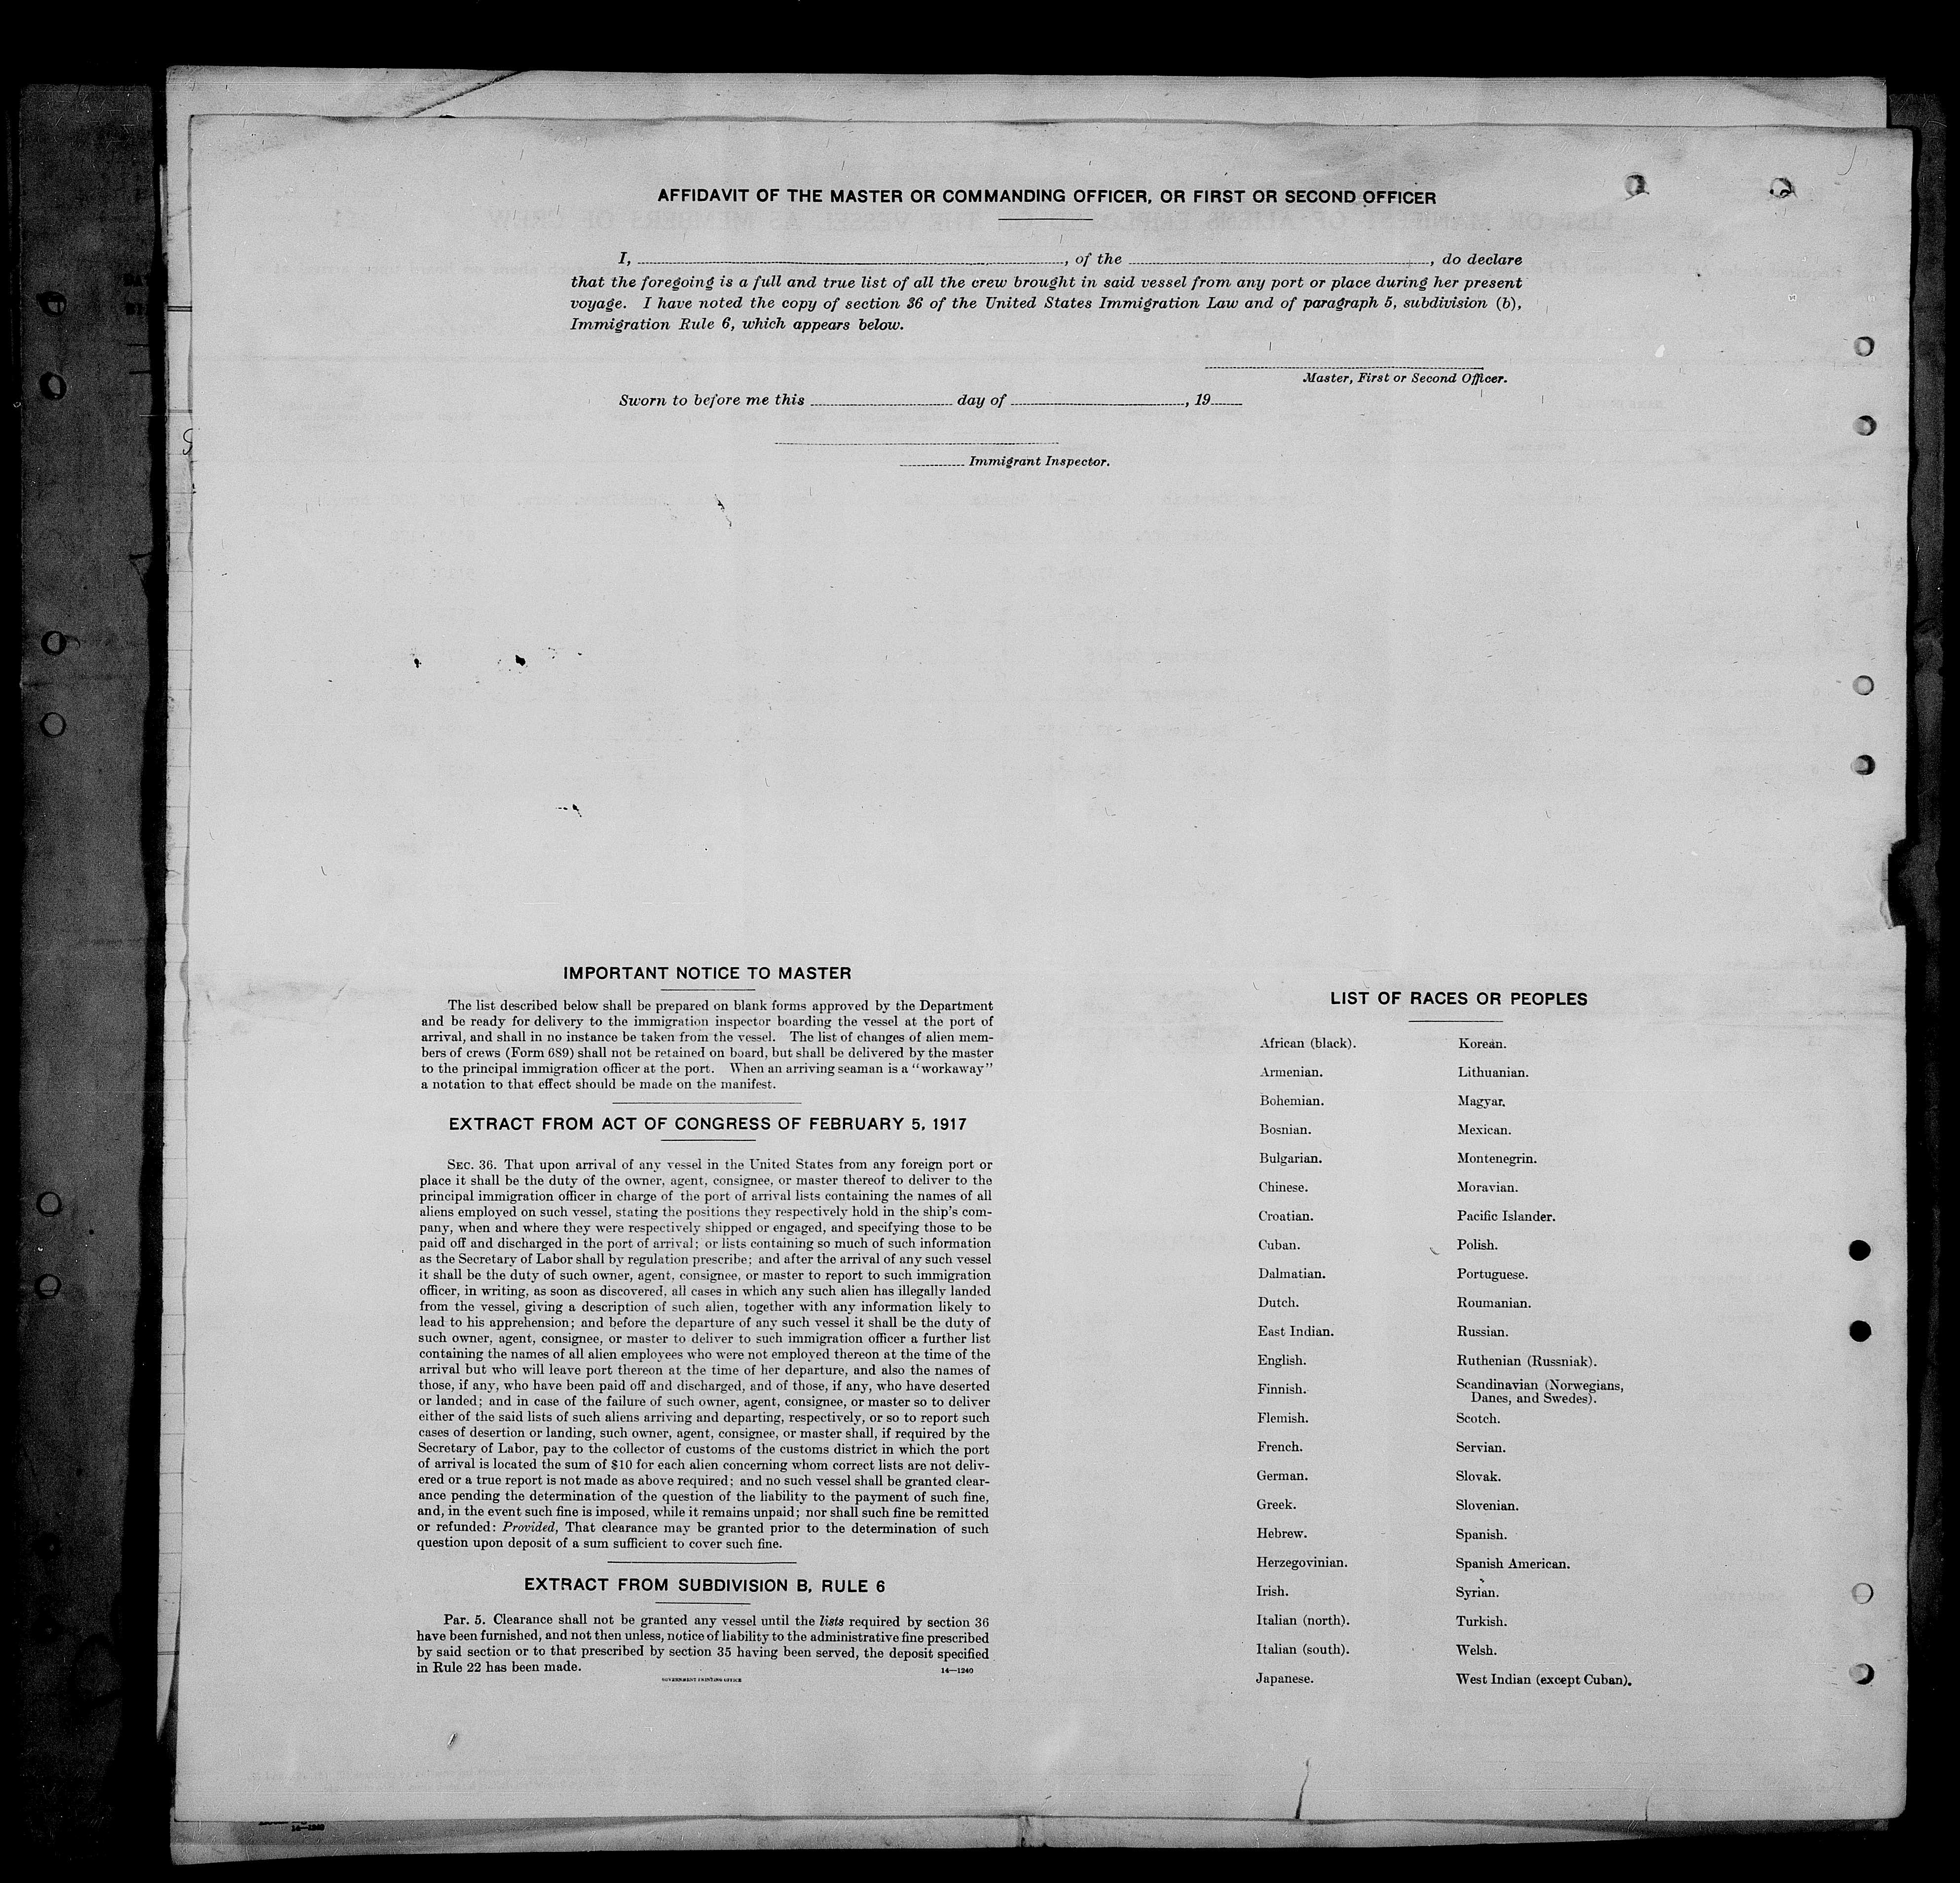 AFFIDAVIT OF THE MASTER OR COMMANDING OFFICER, OR FIRST OR SECOND OFFICER
I, , of the , do declare
that the foregoing is a full and true list of all the crew brought in said vessel from any port or place during her present
voyage. I have noted the copy of section 36 of the United States Immigration Law and of paragraph 5, subdivision (b),
Immigration Rule 6, which appears below.
Master, First or Second Officer.
Sworn to before me this day of , 19
Immigrant Inspector.
IMPORTANT NOTICE TO MASTER
The list described below shall be prepared on blank forms approved by the Department
and be ready for delivery to the immigration inspector boarding the vessel at the port of
arrival, and shall in no instance be taken from the vessel. The list of changes of alien mem-
bers of crews (Form 689) shall not be retained on board, but shall be delivered by the master
to the principal immigration officer at the port. When an arriving seaman is a "workaway"
a notation to that effect should be made on the manifest.
EXTRACT FROM ACT OF CONGRESS OF FEBRUARY 5, 1917
SEC. 36. That upon arrival of any vessel in the United States from any foreign port or
place it shall be the duty of the owner, agent, consignee, or master thereof to deliver to the
principal immigration officer in charge of the port of arrival lists containing the names of all
aliens employed on such vessel, stating the positions they respectively hold in the ship's com-
pany, when and where they were respectively shipped or engaged, and specifying those to be
paid off and discharged in the port of arrival; or lists containing so much of such information
as the Secretary of Labor shall by regulation prescribe; and after the arrival of any such vessel
it shall be the duty of such owner, agent, consignee, or master to report to such immigration
officer, in writing, as soon as discovered, all cases in which any such alien has illegally landed
from the vessel, giving a description of such alien, together with any information likely to
lead to his apprehension; and before the departure of any such vessel it shall be the duty of
such owner, agent, consignee, or master to deliver to such immigration officer a further list
containing the names of all alien employees who were not employed thereon at the time of the
arrival but who will leave port thereon at the time of her departure, and also the names of
those, if any, who have been paid off and discharged, and of those, if any, who have deserted
or landed; and in case of the failure of such owner, agent, consignee, or master so to deliver
either of the said lists of such aliens arriving and departing, respectively, or so to report such
cases of desertion or landing, such owner, agent, consignee, or master shall, if required by the
Secretary of Labor, pay to the collector of customs of the customs district in which the port
of arrival is located the sum of $10 for each alien concerning whom correct lists are not deliv-
ered or a true report is not made as above required; and no such vessel shall be granted clear-
ance pending the determination of the question of the liability to the payment of such fine,
and, in the event such fine is imposed, while it remains unpaid; nor shall such fine be remitted
or refunded: Provided, That clearance may be granted prior to the determination of such
question upon deposit of a sum sufficient to cover such fine.
EXTRACT FROM SUBDIVISION B, RULE 6
Par. 5. Clearance shall not be granted any vessel until the lists required by section 36
have been furnished, and not then unless, notice of liability to the administrative fine prescribed
by said section or to that prescribed by section 35 having been served, the deposit specified
in Rule 22 has been made.
14—1240
GOVERNMENT PRINTING OFFICE
LIST OF RACES OR PEOPLES
African (black).
Armenian.
Bohemian.
Bosnian.
Bulgarian.
Chinese.
Croatian.
Cuban.
Dalmatian.
Dutch.
East Indian.
English.
Finnish.
Flemish.
French.
German.
Greek.
Hebrew.
Herzegovinian.
Irish.
Italian (north).
Italian (south).
Japanese.
Korean.
Lithuanian.
Magyar.
Mexican.
Montenegrin.
Moravian.
Pacific Islander.
Polish.
Portuguese.
Roumanian.
Russian.
Ruthenian (Russniak).
Scandinavian (Norwegians,
Danes, and Swedes).
Scotch.
Servian.
Slovak.
Slovenian.
Spanish.
Spanish American.
Syrian.
Turkish.
Welsh.
West Indian (except Cuban).
14—1240